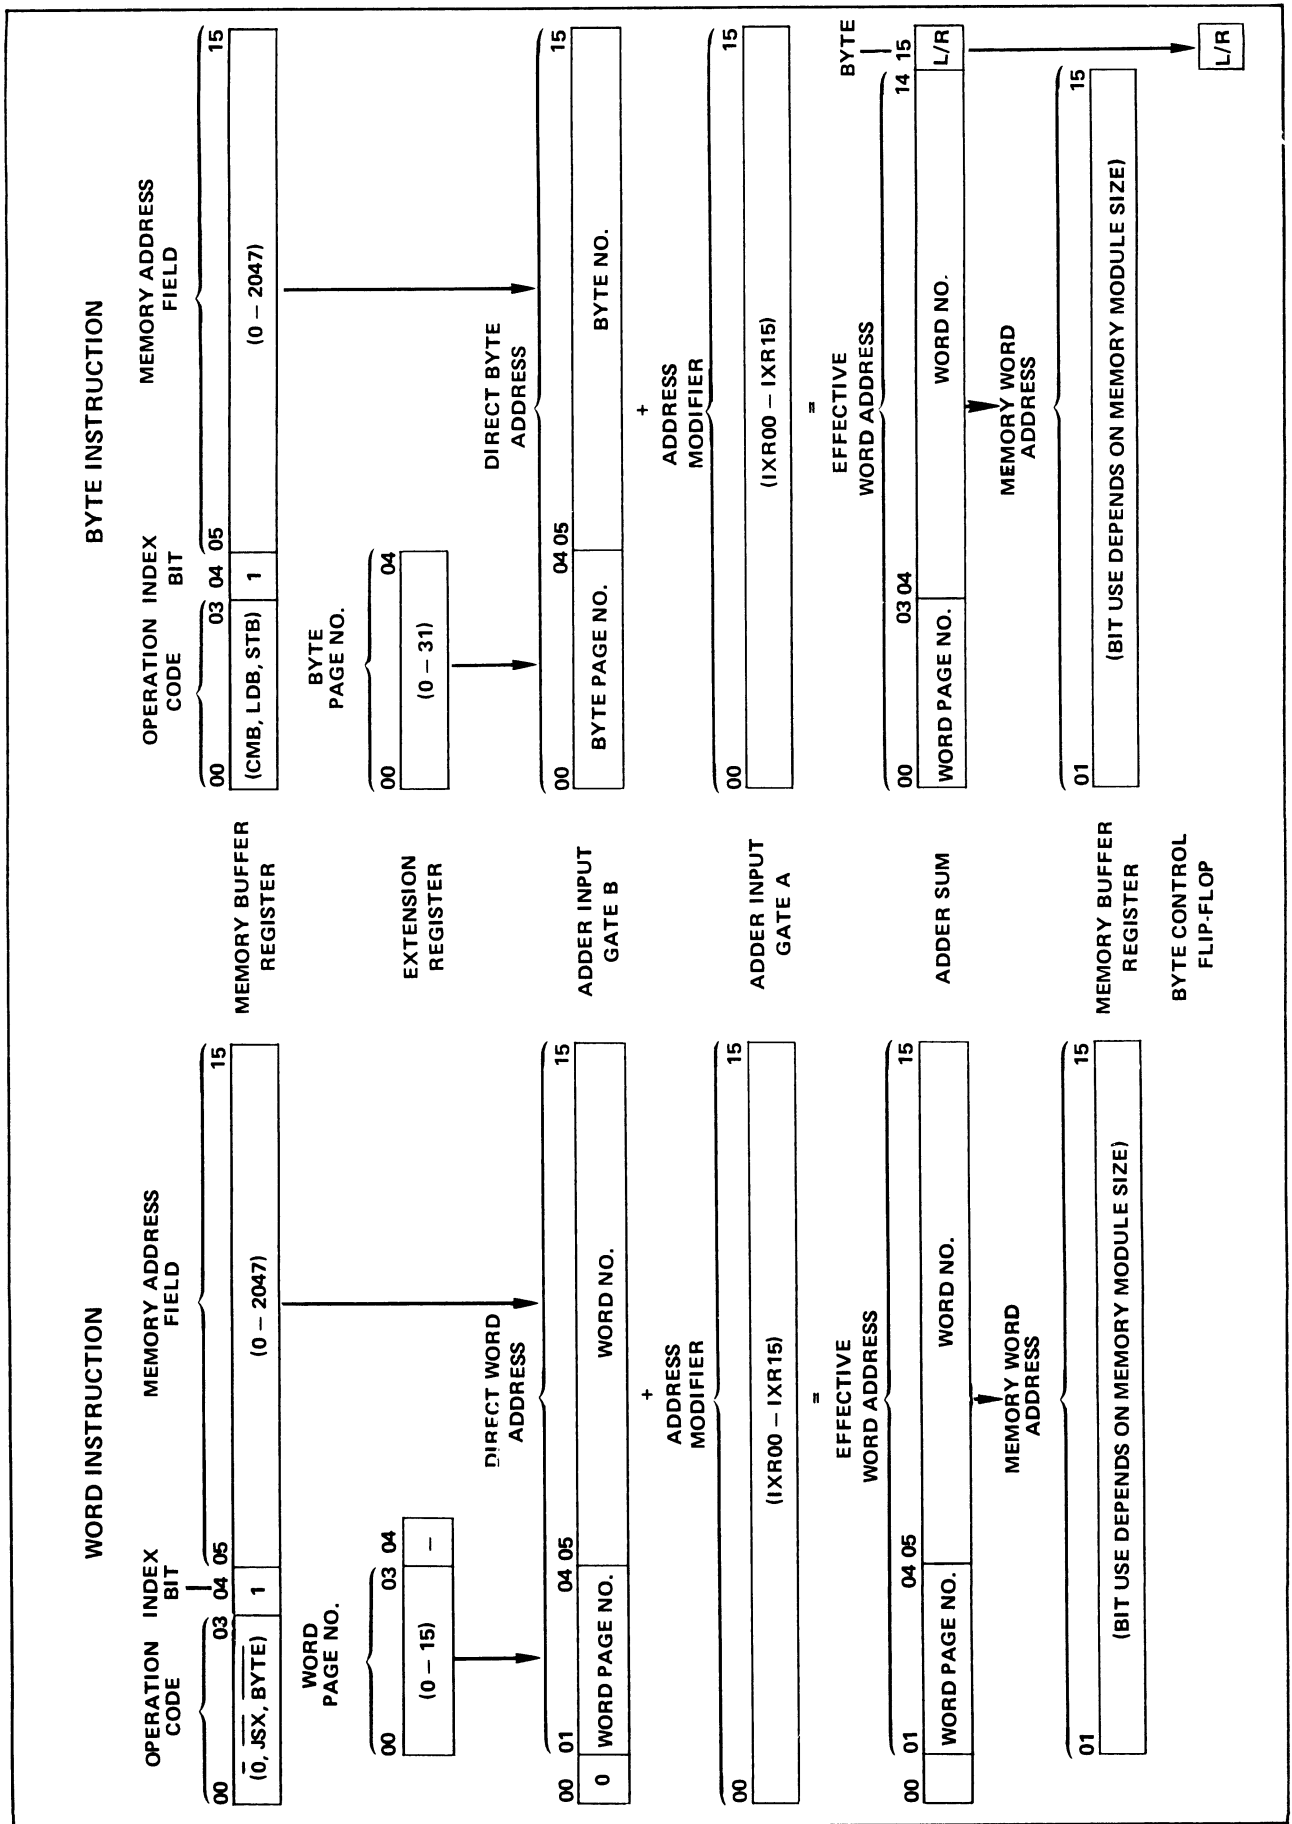 WORD INSTRUCTION
OPERATION CODE
INDEX BIT
MEMORY ADDRESS FIELD
00 03 04 05 15
(0̅, J̅S̅X̅, B̅Y̅T̅E̅) 1 (0 – 2047)
WORD PAGE NO.
00 03 04
(0 – 15) –
DIRECT WORD ADDRESS
00 01 04 05 15
0 WORD PAGE NO. WORD NO.
+
ADDRESS MODIFIER
00 15
(IXR00 – IXR15)
=
EFFECTIVE WORD ADDRESS
00 01 04 05 15
WORD PAGE NO. WORD NO.
MEMORY WORD ADDRESS
01 15
(BIT USE DEPENDS ON MEMORY MODULE SIZE)
MEMORY BUFFER REGISTER
EXTENSION REGISTER
ADDER INPUT GATE B
ADDER INPUT GATE A
ADDER SUM
MEMORY BUFFER REGISTER
BYTE CONTROL FLIP-FLOP
BYTE INSTRUCTION
OPERATION CODE
INDEX BIT
MEMORY ADDRESS FIELD
00 03 04 05 15
(CMB, LDB, STB) 1 (0 – 2047)
BYTE PAGE NO.
00 04
(0 – 31)
DIRECT BYTE ADDRESS
00 04 05 15
BYTE PAGE NO. BYTE NO.
+
ADDRESS MODIFIER
00 15
(IXR00 – IXR15)
=
EFFECTIVE WORD ADDRESS
BYTE
00 03 04 14 15
WORD PAGE NO. WORD NO. L/R
MEMORY WORD ADDRESS
01 15
(BIT USE DEPENDS ON MEMORY MODULE SIZE)
L/R